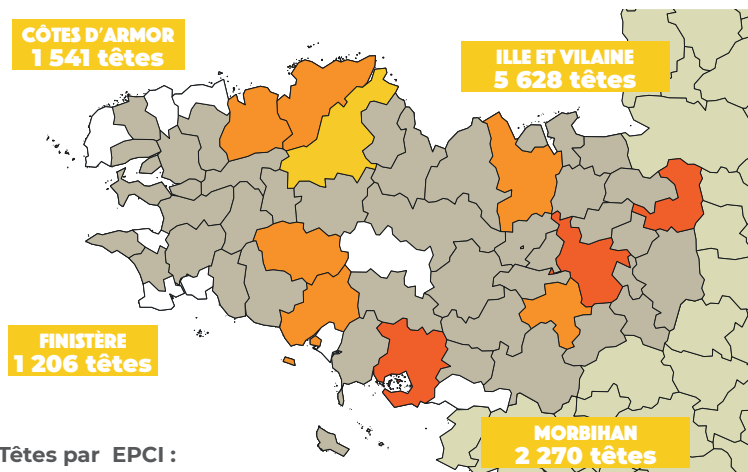 CÔTES D'ARMOR
1 541 têtes
ILLE ET VILAINE
5 628 têtes
FINISTÈRE
1 206 têtes
MORBIHAN
2 270 têtes
Têtes par EPCI :